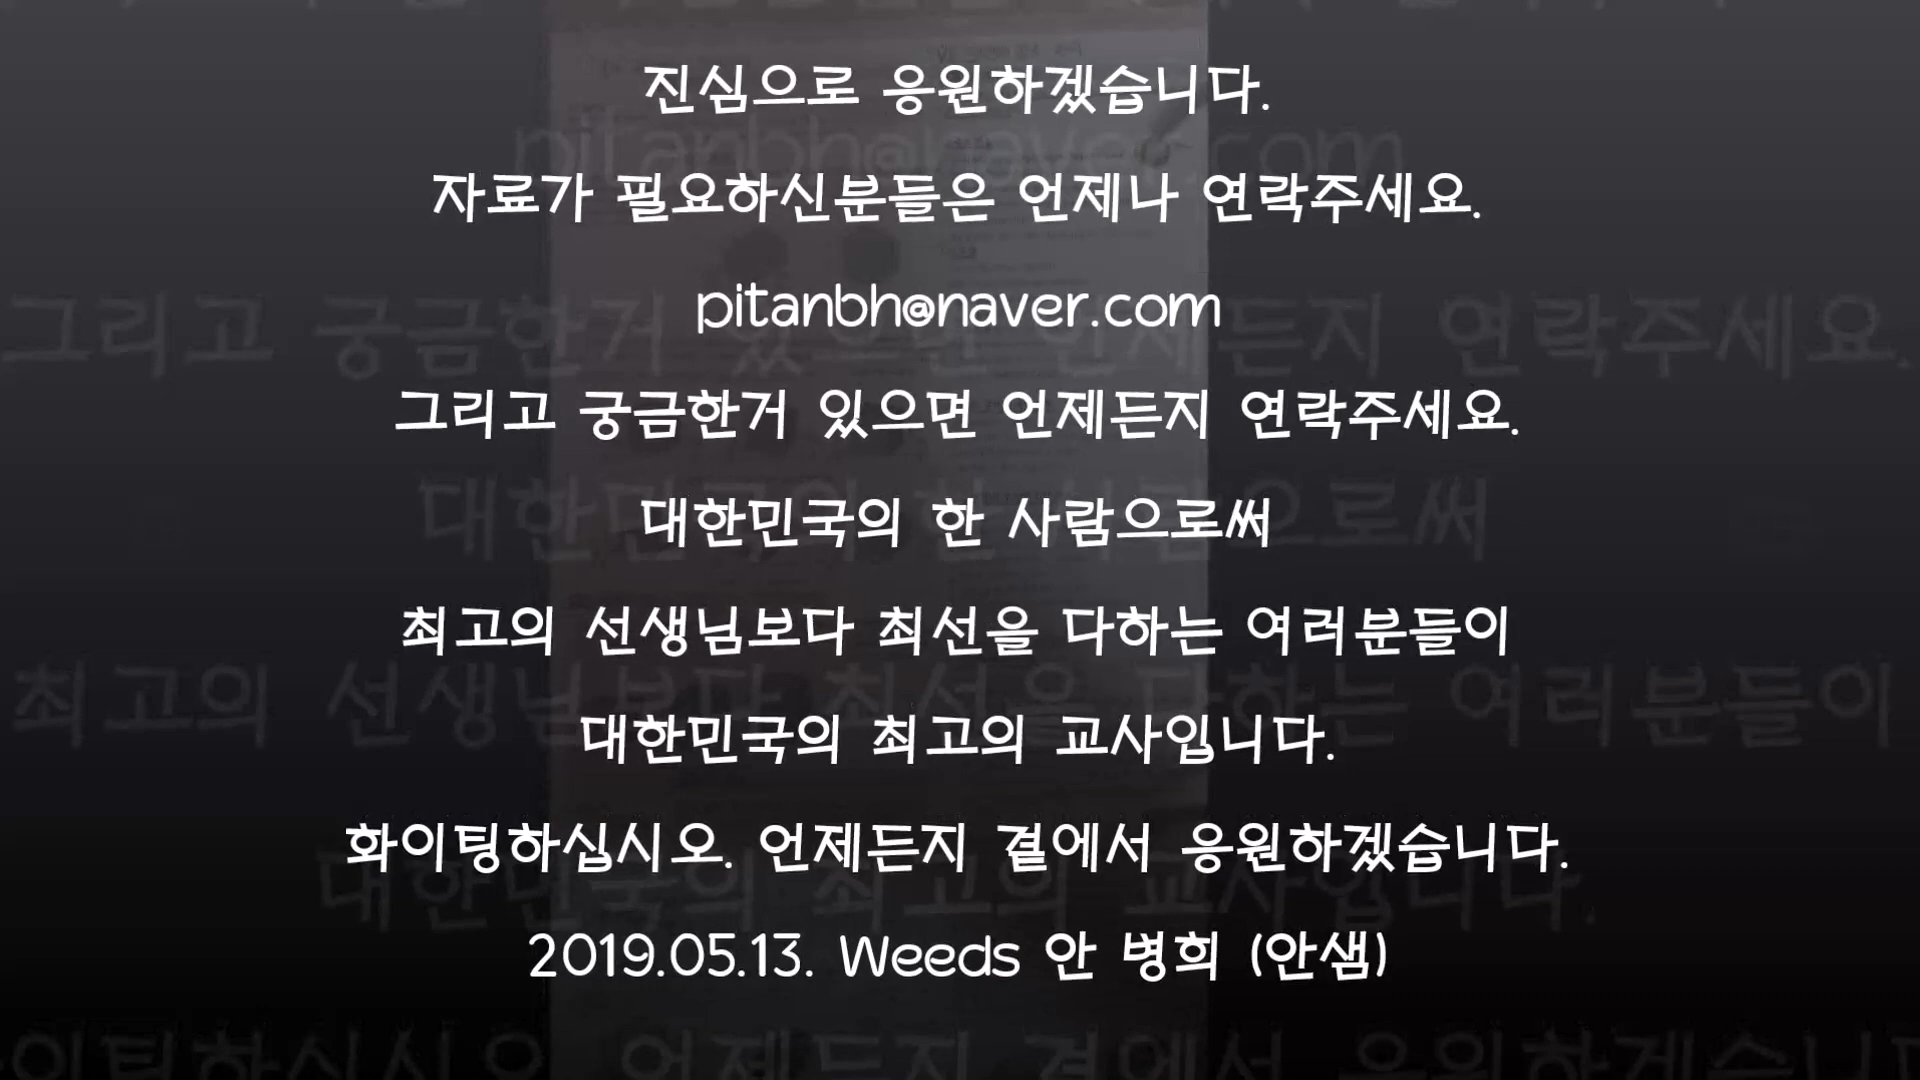 진심으로 응원하겠습니다.
자료가 필요하신분들은 언제나 연락주세요.
pitanbh@naver.com
그리고 궁금한거 있으면 언제든지 연락주세요.
대한민국의 한 사람으로써
최고의 선생님보다 최선을 다하는 여러분들이
대한민국의 최고의 교사입니다.
화이팅하십시오. 언제든지 곁에서 응원하겠습니다.
2019.05.13. Weeds 안 병희 (안샘)